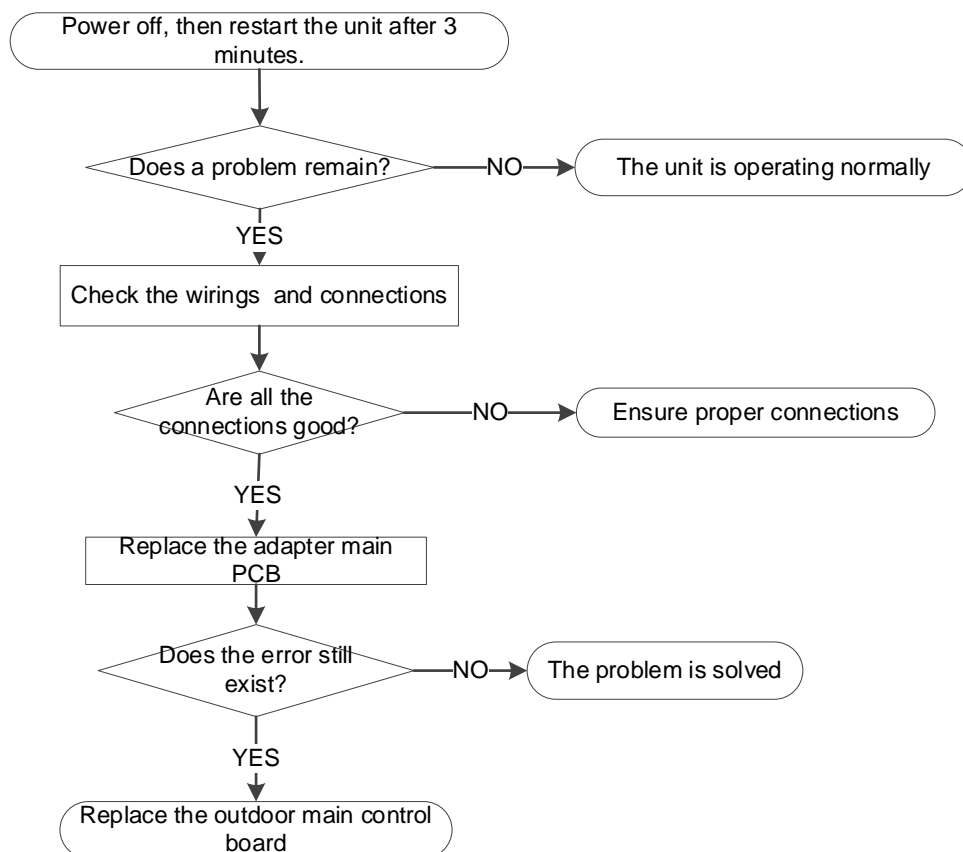 Power off, then restart the unit after 3
minutes.
Does a problem remain?
NO
The unit is operating normally
YES
Check the wirings  and connections
Are all the
connections good?
NO
Ensure proper connections
YES
Replace the adapter main
PCB
Does the error still
exist?
NO
The problem is solved
YES
Replace the outdoor main control
board